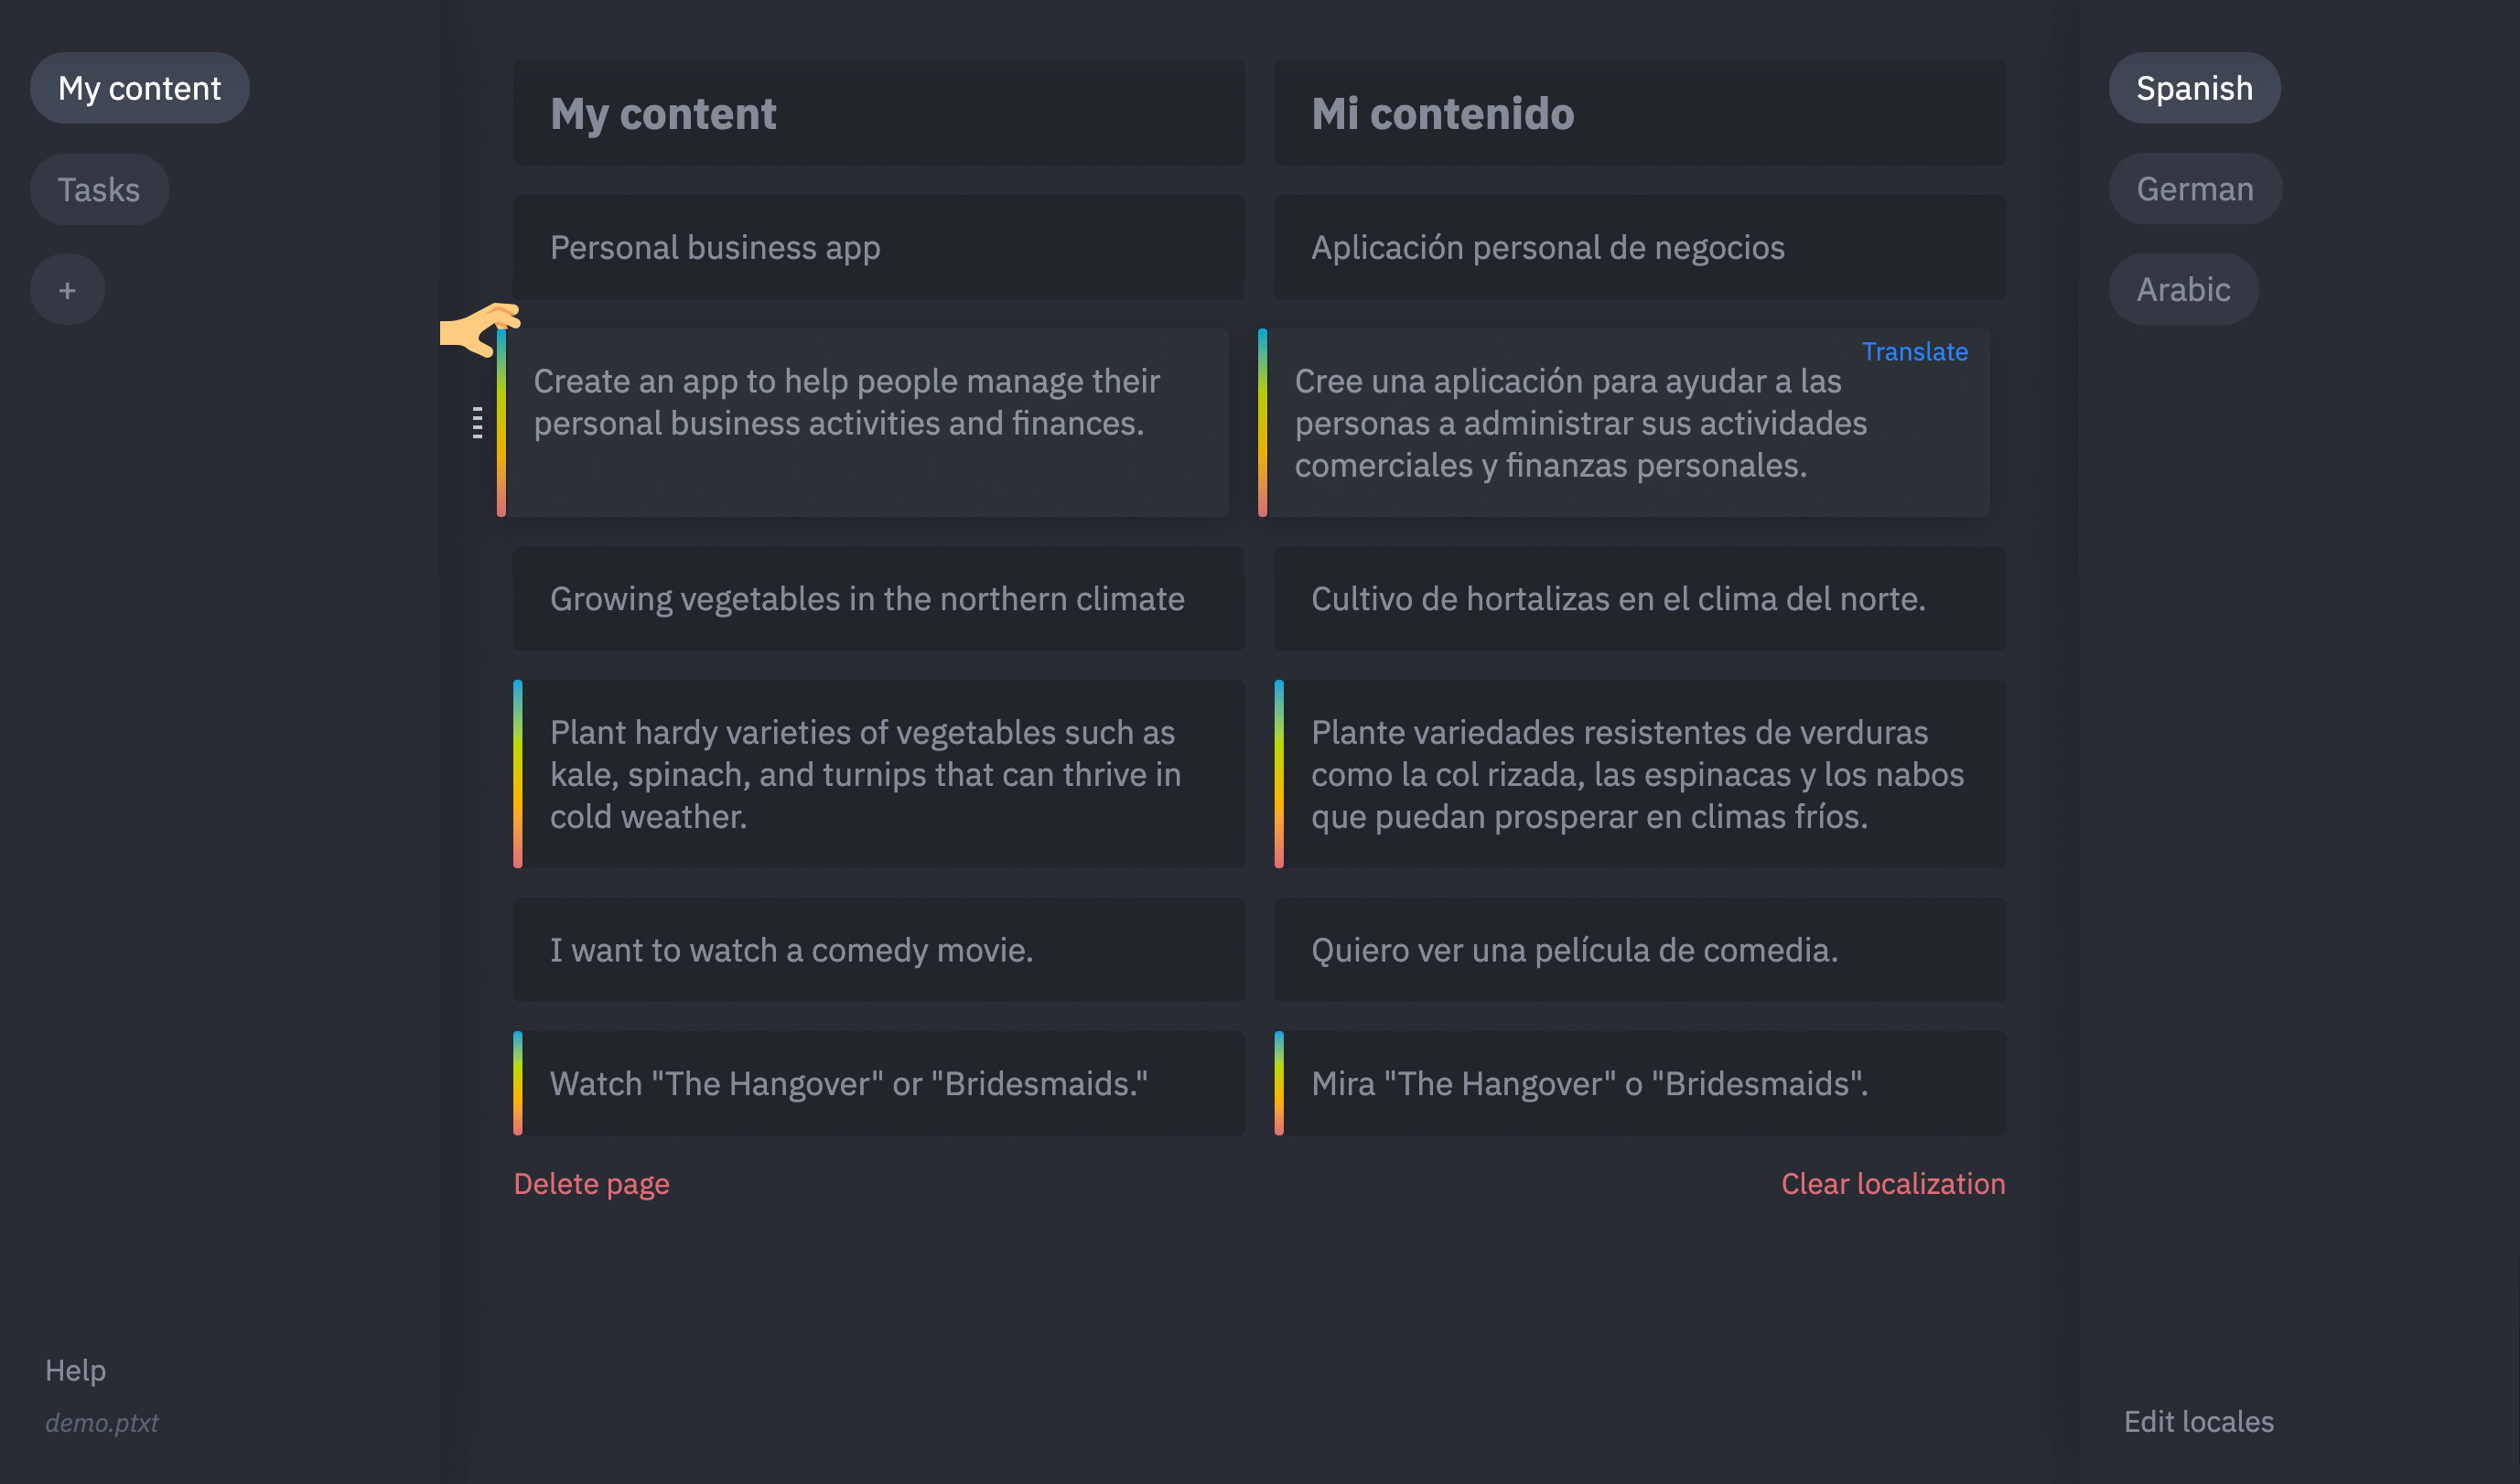 My content
Tasks
+
Help
demo.ptxt
My content
Mi contenido
Personal business app
Aplicación personal de negocios
Create an app to help people manage their
personal business activities and finances.
Translate
Cree una aplicación para ayudar a las
personas a administrar sus actividades
comerciales y finanzas personales.
Growing vegetables in the northern climate
Cultivo de hortalizas en el clima del norte.
Plant hardy varieties of vegetables such as
kale, spinach, and turnips that can thrive in
cold weather.
Plante variedades resistentes de verduras
como la col rizada, las espinacas y los nabos
que puedan prosperar en climas fríos.
I want to watch a comedy movie.
Quiero ver una película de comedia.
Watch "The Hangover" or "Bridesmaids."
Mira "The Hangover" o "Bridesmaids".
Delete page
Clear localization
Spanish
German
Arabic
Edit locales